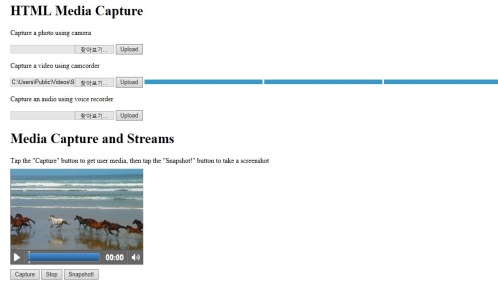 HTML Media Capture
Capture a photo using camera
찾아보기... Upload
Capture a video using camcorder
C:\Users\Public\Videos\S 찾아보기... Upload
Capture an audio using voice recorder
찾아보기... Upload
Media Capture and Streams
Tap the "Capture" button to get user media, then tap the "Snapshot!" button to take a screenshot
00:00
Capture Stop Snapshot!